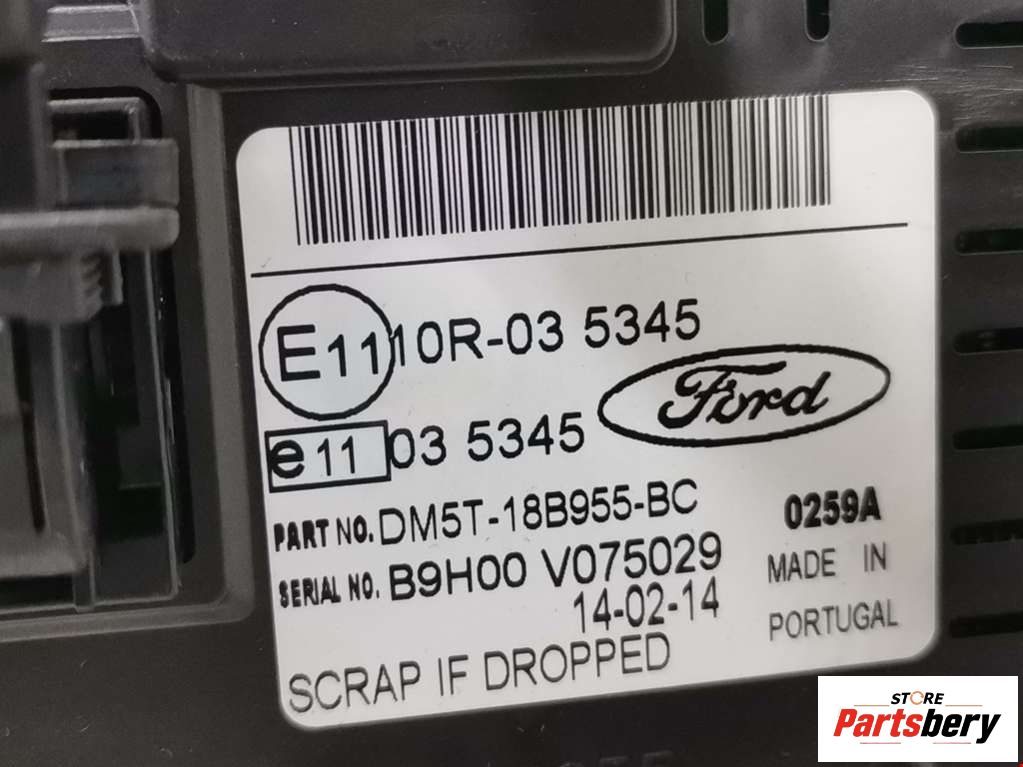 E11 10R-03 5345
Ford
e11 03 5345
PART NO. DM5T-18B955-BC
0259A
SERIAL NO. B9H00 V075029
MADE IN
14-02-14
PORTUGAL
SCRAP IF DROPPED
STORE
Partsbery